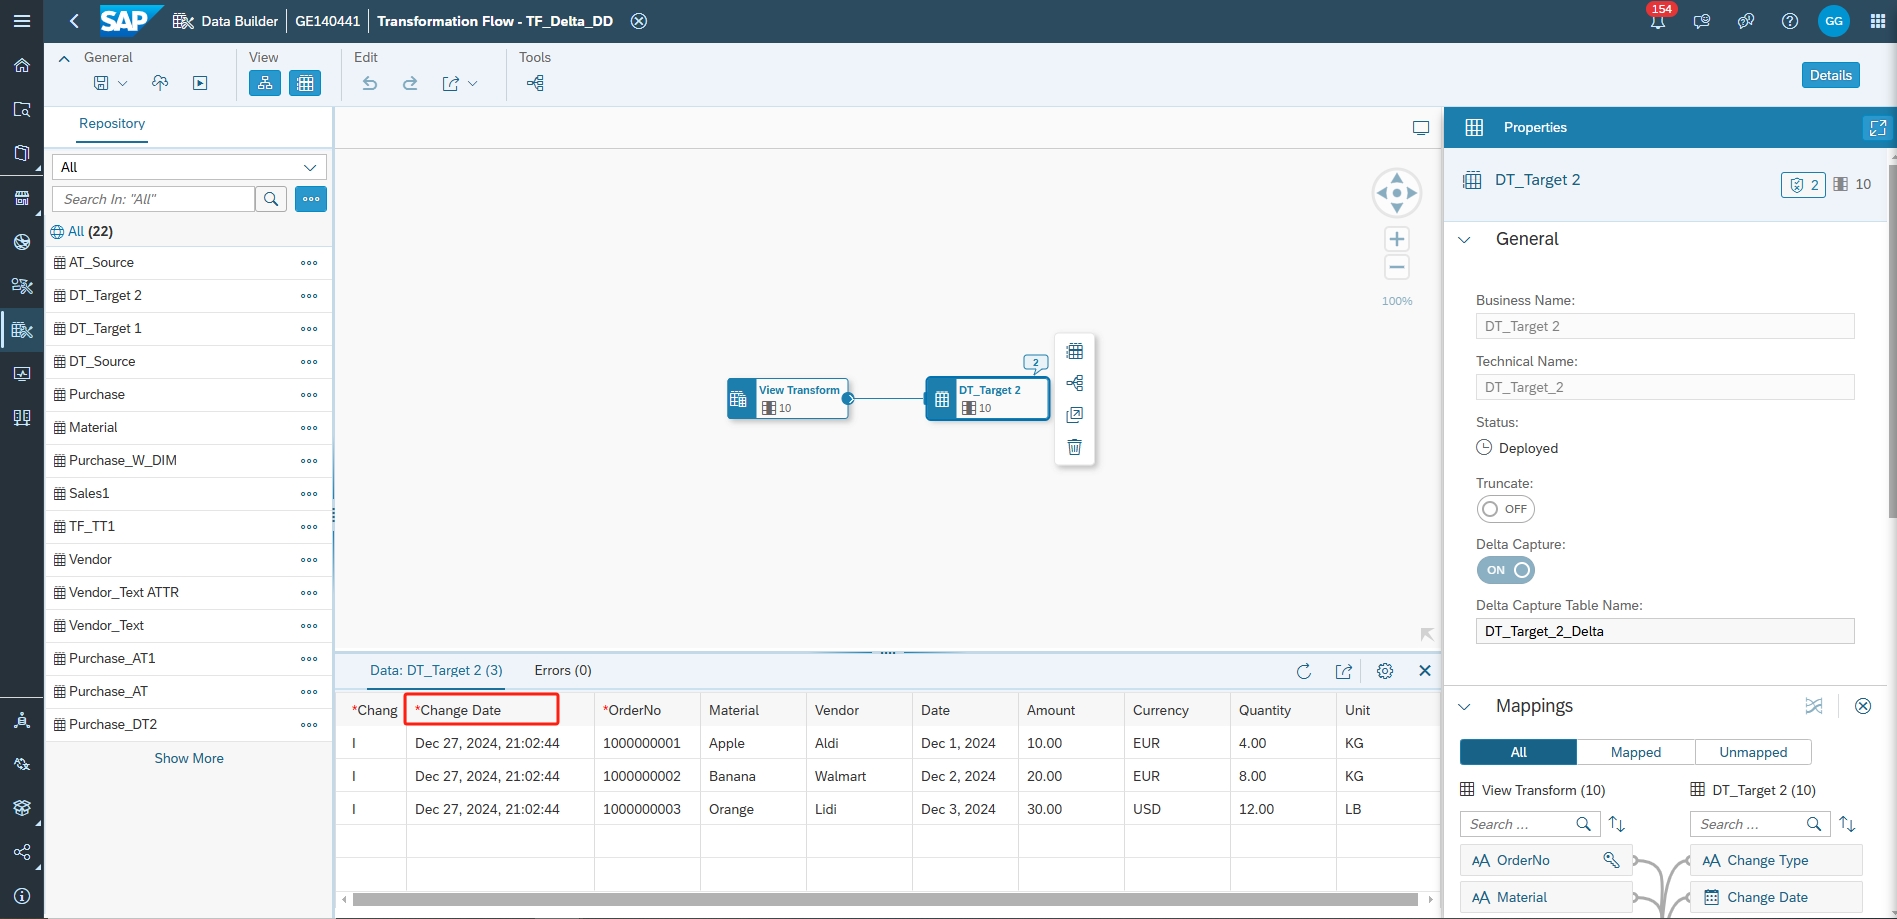 SAP Data Builder GE140441 Transformation Flow - TF_Delta_DD 154 GG
General View Edit Tools
Details
Repository
All
Search In: "All"
All (22)
AT_Source
DT_Target 2
DT_Target 1
DT_Source
Purchase
Material
Purchase_W_DIM
Sales1
TF_TT1
Vendor
Vendor_Text ATTR
Vendor_Text
Purchase_AT1
Purchase_AT
Purchase_DT2
Show More
100%
View Transform
10
2
DT_Target 2
10
Data: DT_Target 2 (3) Errors (0)
*Chang *Change Date *OrderNo Material Vendor Date Amount Currency Quantity Unit
I Dec 27, 2024, 21:02:44 1000000001 Apple Aldi Dec 1, 2024 10.00 EUR 4.00 KG
I Dec 27, 2024, 21:02:44 1000000002 Banana Walmart Dec 2, 2024 20.00 EUR 8.00 KG
I Dec 27, 2024, 21:02:44 1000000003 Orange Lidi Dec 3, 2024 30.00 USD 12.00 LB
Properties
DT_Target 2 2 10
General
Business Name:
DT_Target 2
Technical Name:
DT_Target_2
Status:
Deployed
Truncate:
OFF
Delta Capture:
ON
Delta Capture Table Name:
DT_Target_2_Delta
Mappings
All Mapped Unmapped
View Transform (10) DT_Target 2 (10)
Search ... Search ...
AA OrderNo AA Change Type
AA Material Change Date